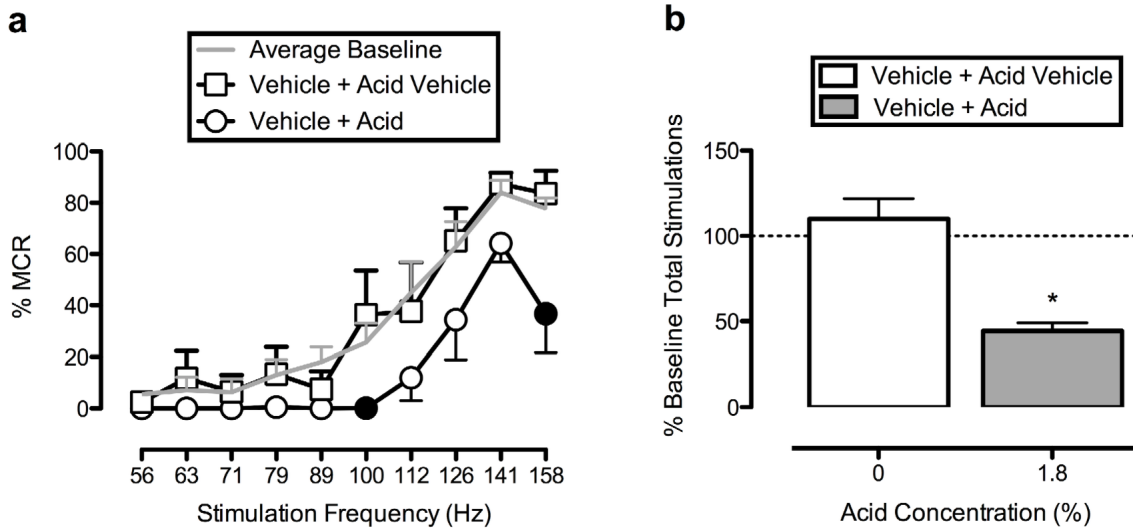 a
Average Baseline
Vehicle + Acid Vehicle
Vehicle + Acid
% MCR
100
80
60
40
20
0
56 63 71 79 89 100 112 126 141 158
Stimulation Frequency (Hz)
b
Vehicle + Acid Vehicle
Vehicle + Acid
% Baseline Total Stimulations
150
100
50
0
*
0 1.8
Acid Concentration (%)